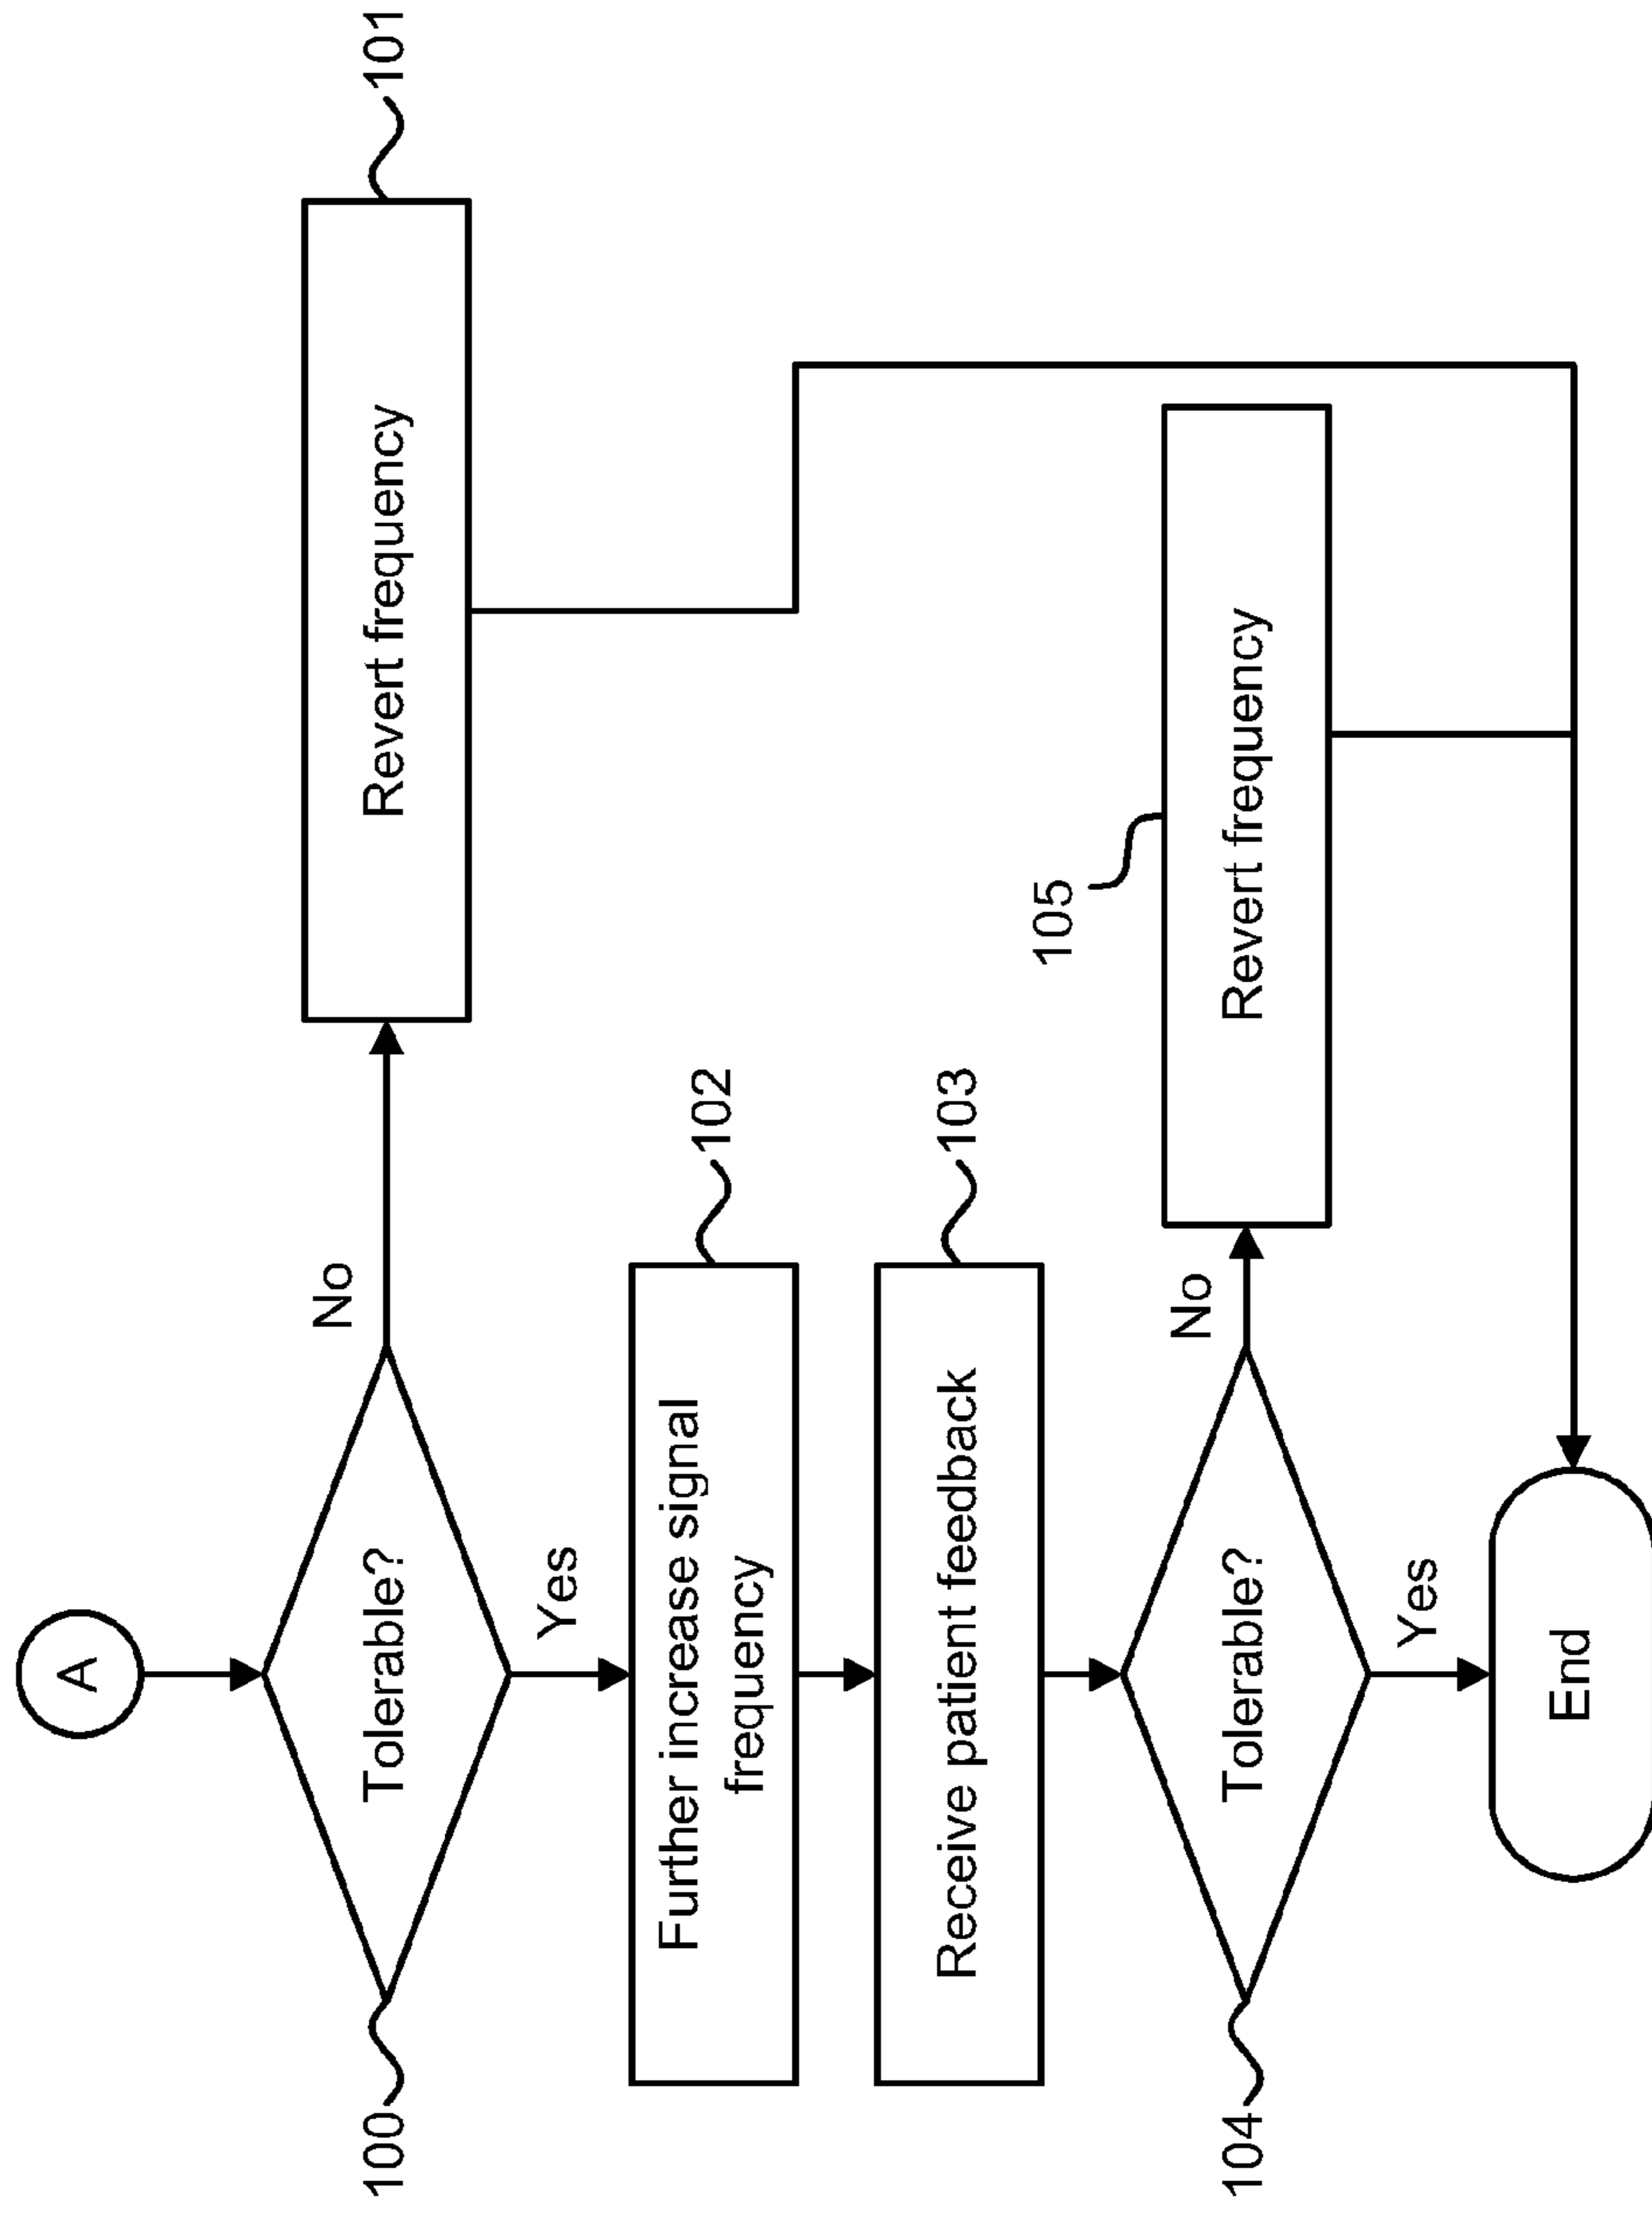 A
100
Tolerable?
No
Revert frequency
101
Yes
Further increase signal
frequency
102
Receive patient feedback
103
104
Tolerable?
No
105
Revert frequency
Yes
End